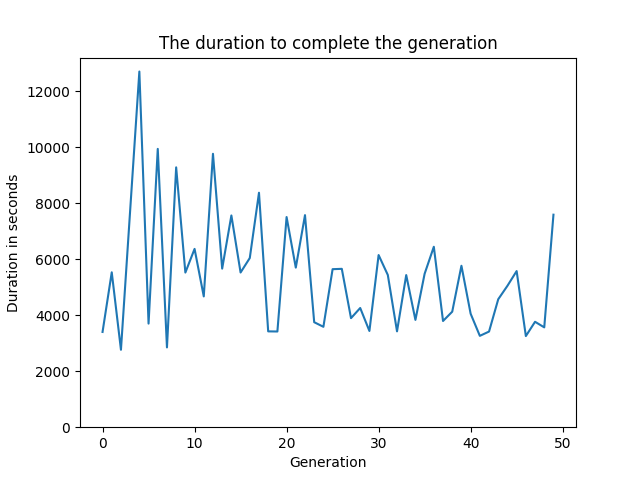 The duration to complete the generation
12000
10000
8000
6000
4000
2000
0
Duration in seconds
0 10 20 30 40 50
Generation